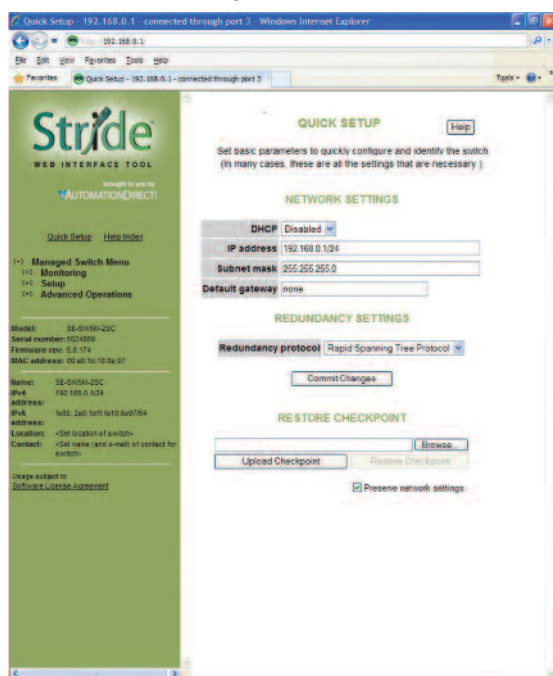 Quick Setup - 192.168.0.1 - connected through port 3 - Windows Internet Explorer
192.168.0.1
File Edit View Favorites Tools Help
Favorites
Quick Setup - 192.168.0.1 - connected through port 3
Tools
Stride
WEB INTERFACE TOOL
brought to you by
AUTOMATIONDIRECT
Quick Setup Help Index
Managed Switch Menu
Monitoring
Setup
Advanced Operations
Model: SE-SW5M-2SC
Serial number:
Firmware rev: 5.0.174
MAC address:
Name: SE-SW5M-2SC
IPv4 address: 192.168.0.1/24
IPv6 address:
Location: <Set location of switch>
Contact: <Set name (and e-mail) of contact for switch>
Usage subject to
Software License Agreement
QUICK SETUP
Help
Set basic parameters to quickly configure and identify the switch.
(In many cases, these are all the settings that are necessary.)
NETWORK SETTINGS
DHCP Disabled
IP address 192.168.0.1/24
Subnet mask 255.255.255.0
Default gateway none
REDUNDANCY SETTINGS
Redundancy protocol Rapid Spanning Tree Protocol
Commit Changes
RESTORE CHECKPOINT
Browse...
Upload Checkpoint Restore Checkpoint
Preserve network settings